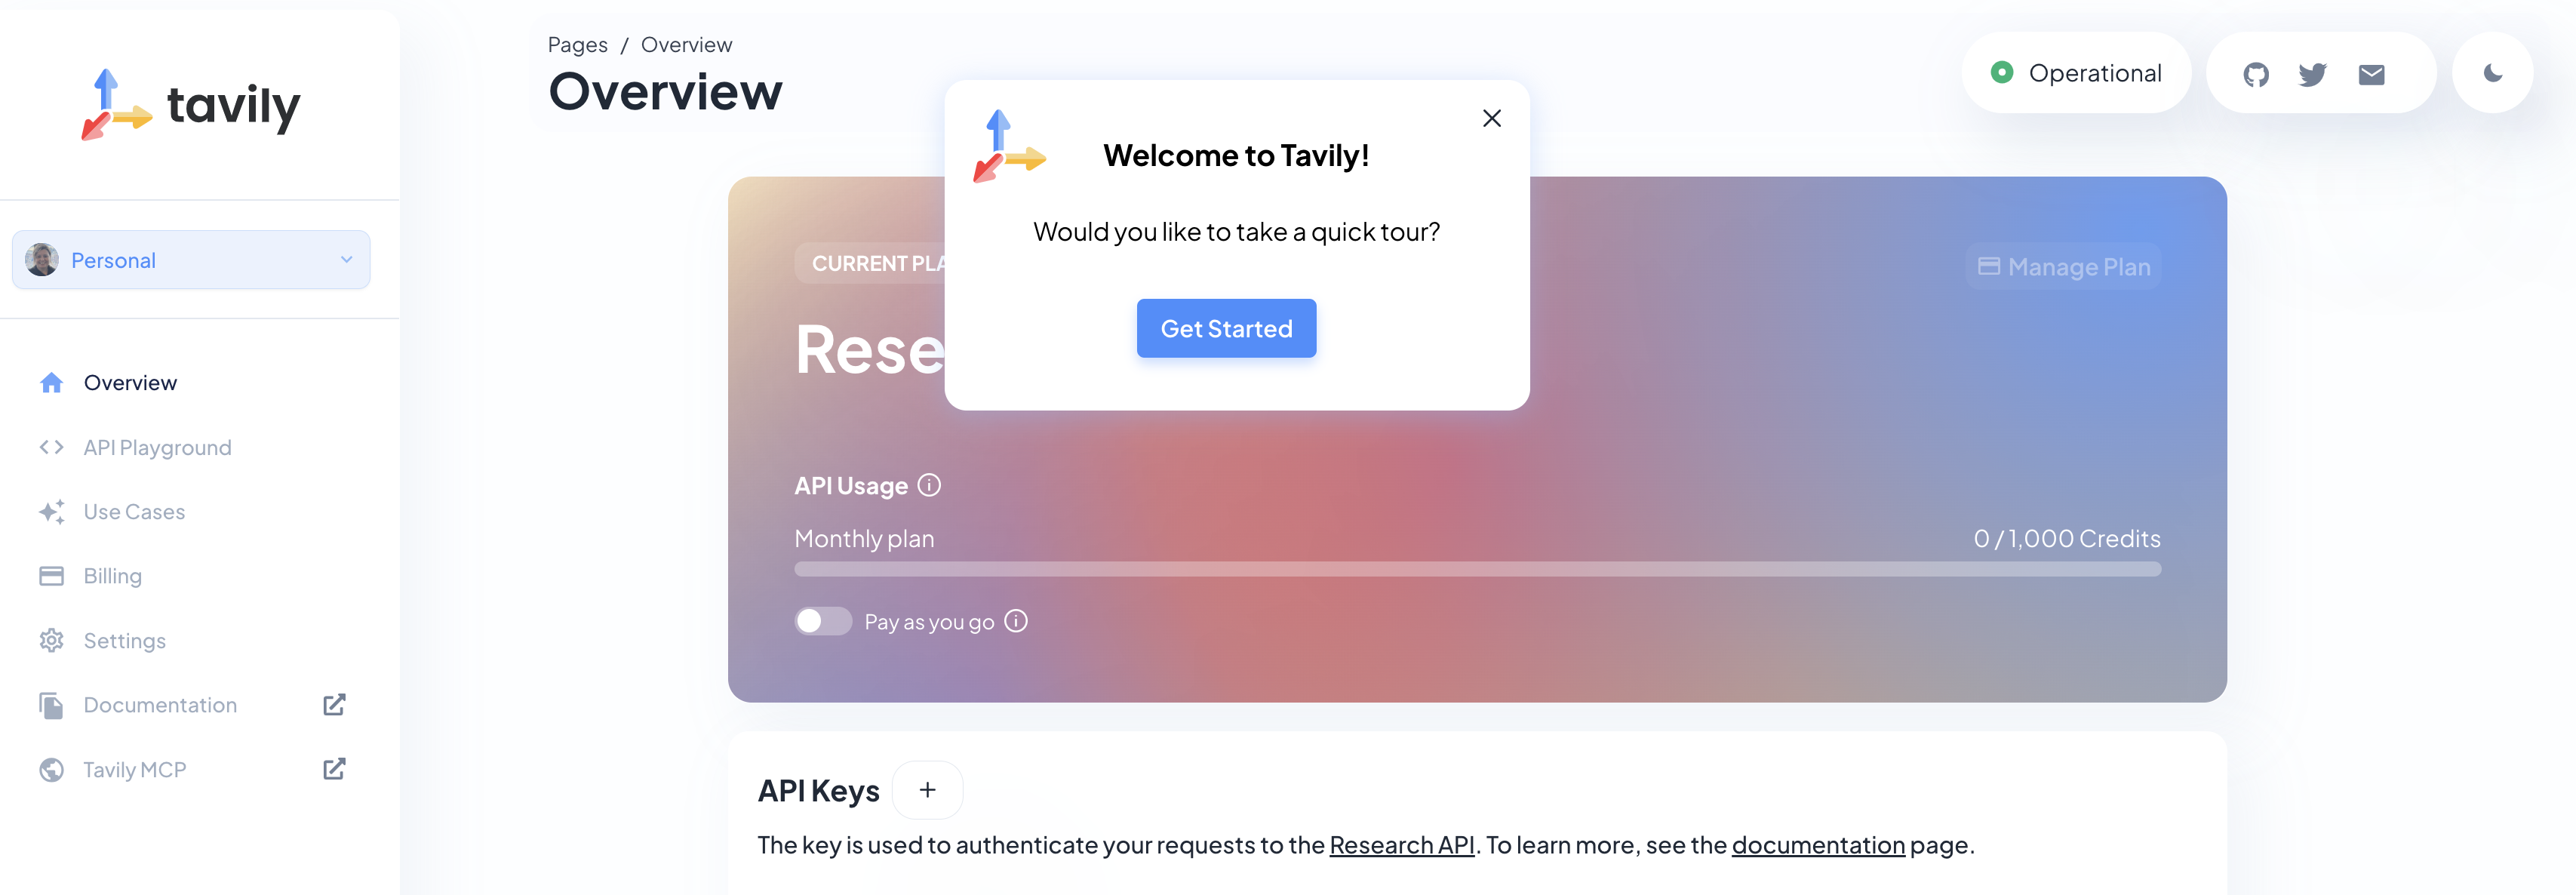 tavily
Personal
Overview
API Playground
Use Cases
Billing
Settings
Documentation
Tavily MCP
Pages / Overview
Overview
Operational
Welcome to Tavily!
Would you like to take a quick tour?
Get Started
CURRENT PLA
Manage Plan
Rese
API Usage
Monthly plan
0 / 1,000 Credits
Pay as you go
API Keys +
The key is used to authenticate your requests to the Research API. To learn more, see the documentation page.